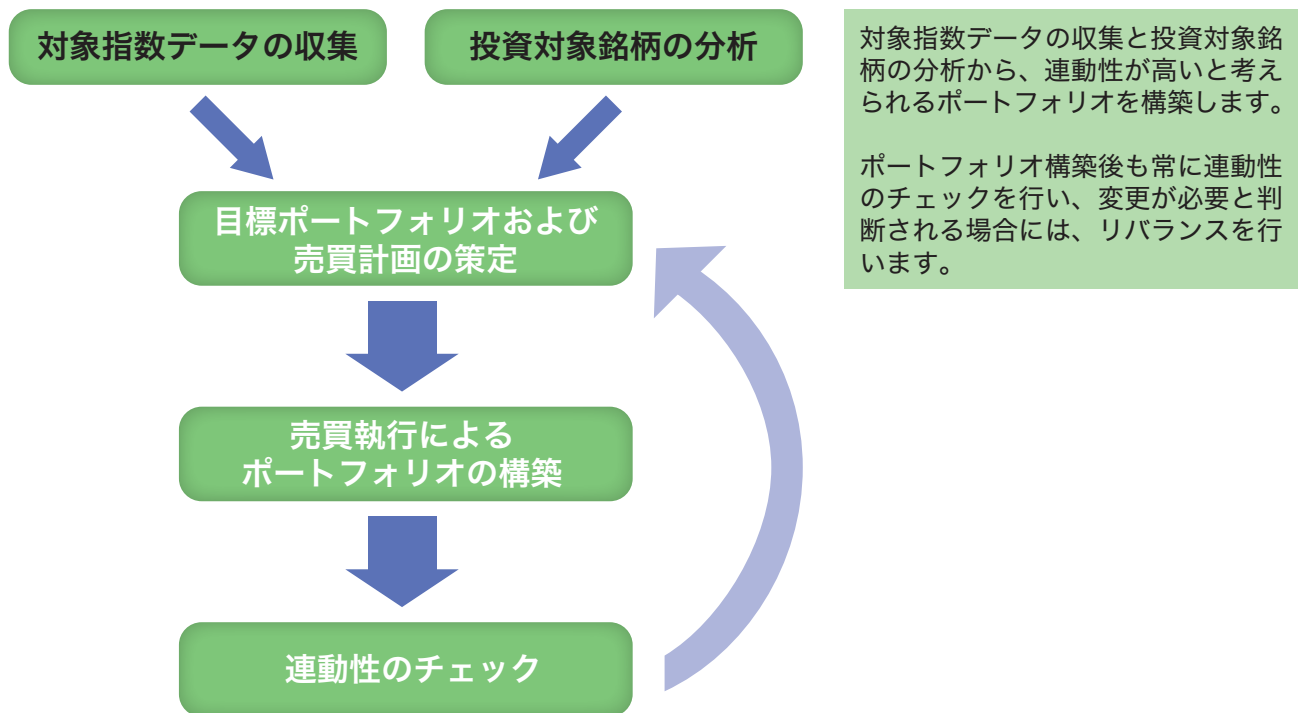 対象指数データの収集
投資対象銘柄の分析
対象指数データの収集と投資対象銘
柄の分析から、連動性が高いと考え
られるポートフォリオを構築します。
ポートフォリオ構築後も常に連動性
のチェックを行い、変更が必要と判
断される場合には、リバランスを行
います。
目標ポートフォリオおよび
売買計画の策定
売買執行による
ポートフォリオの構築
連動性のチェック